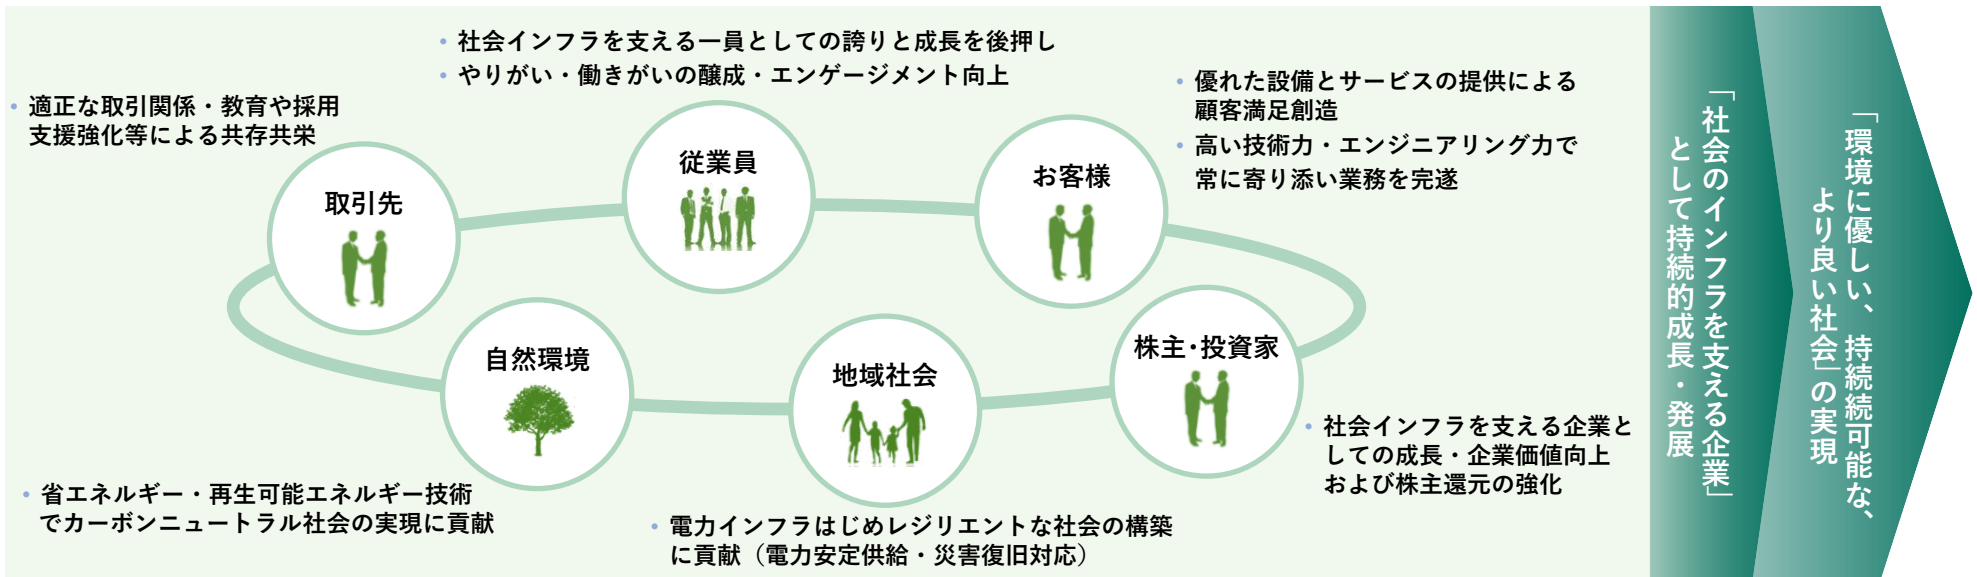 ・社会インフラを支える一員としての誇りと成長を後押し
・やりがい・働きがいの醸成・エンゲージメント向上
・適正な取引関係・教育や採用
支援強化等による共存共栄
・優れた設備とサービスの提供による
顧客満足創造
・高い技術力・エンジニアリング力で
常に寄り添い業務を完遂
取引先
従業員
お客様
自然環境
地域社会
株主・投資家
・省エネルギー・再生可能エネルギー技術
でカーボンニュートラル社会の実現に貢献
・電力インフラはじめレジリエントな社会の構築
に貢献（電力安定供給・災害復旧対応）
・社会インフラを支える企業と
しての成長・企業価値向上
および株主還元の強化
「社会のインフラを支える企業」
として持続的成長・発展
「環境に優しい、持続続可能な、
より良い社会」の実現